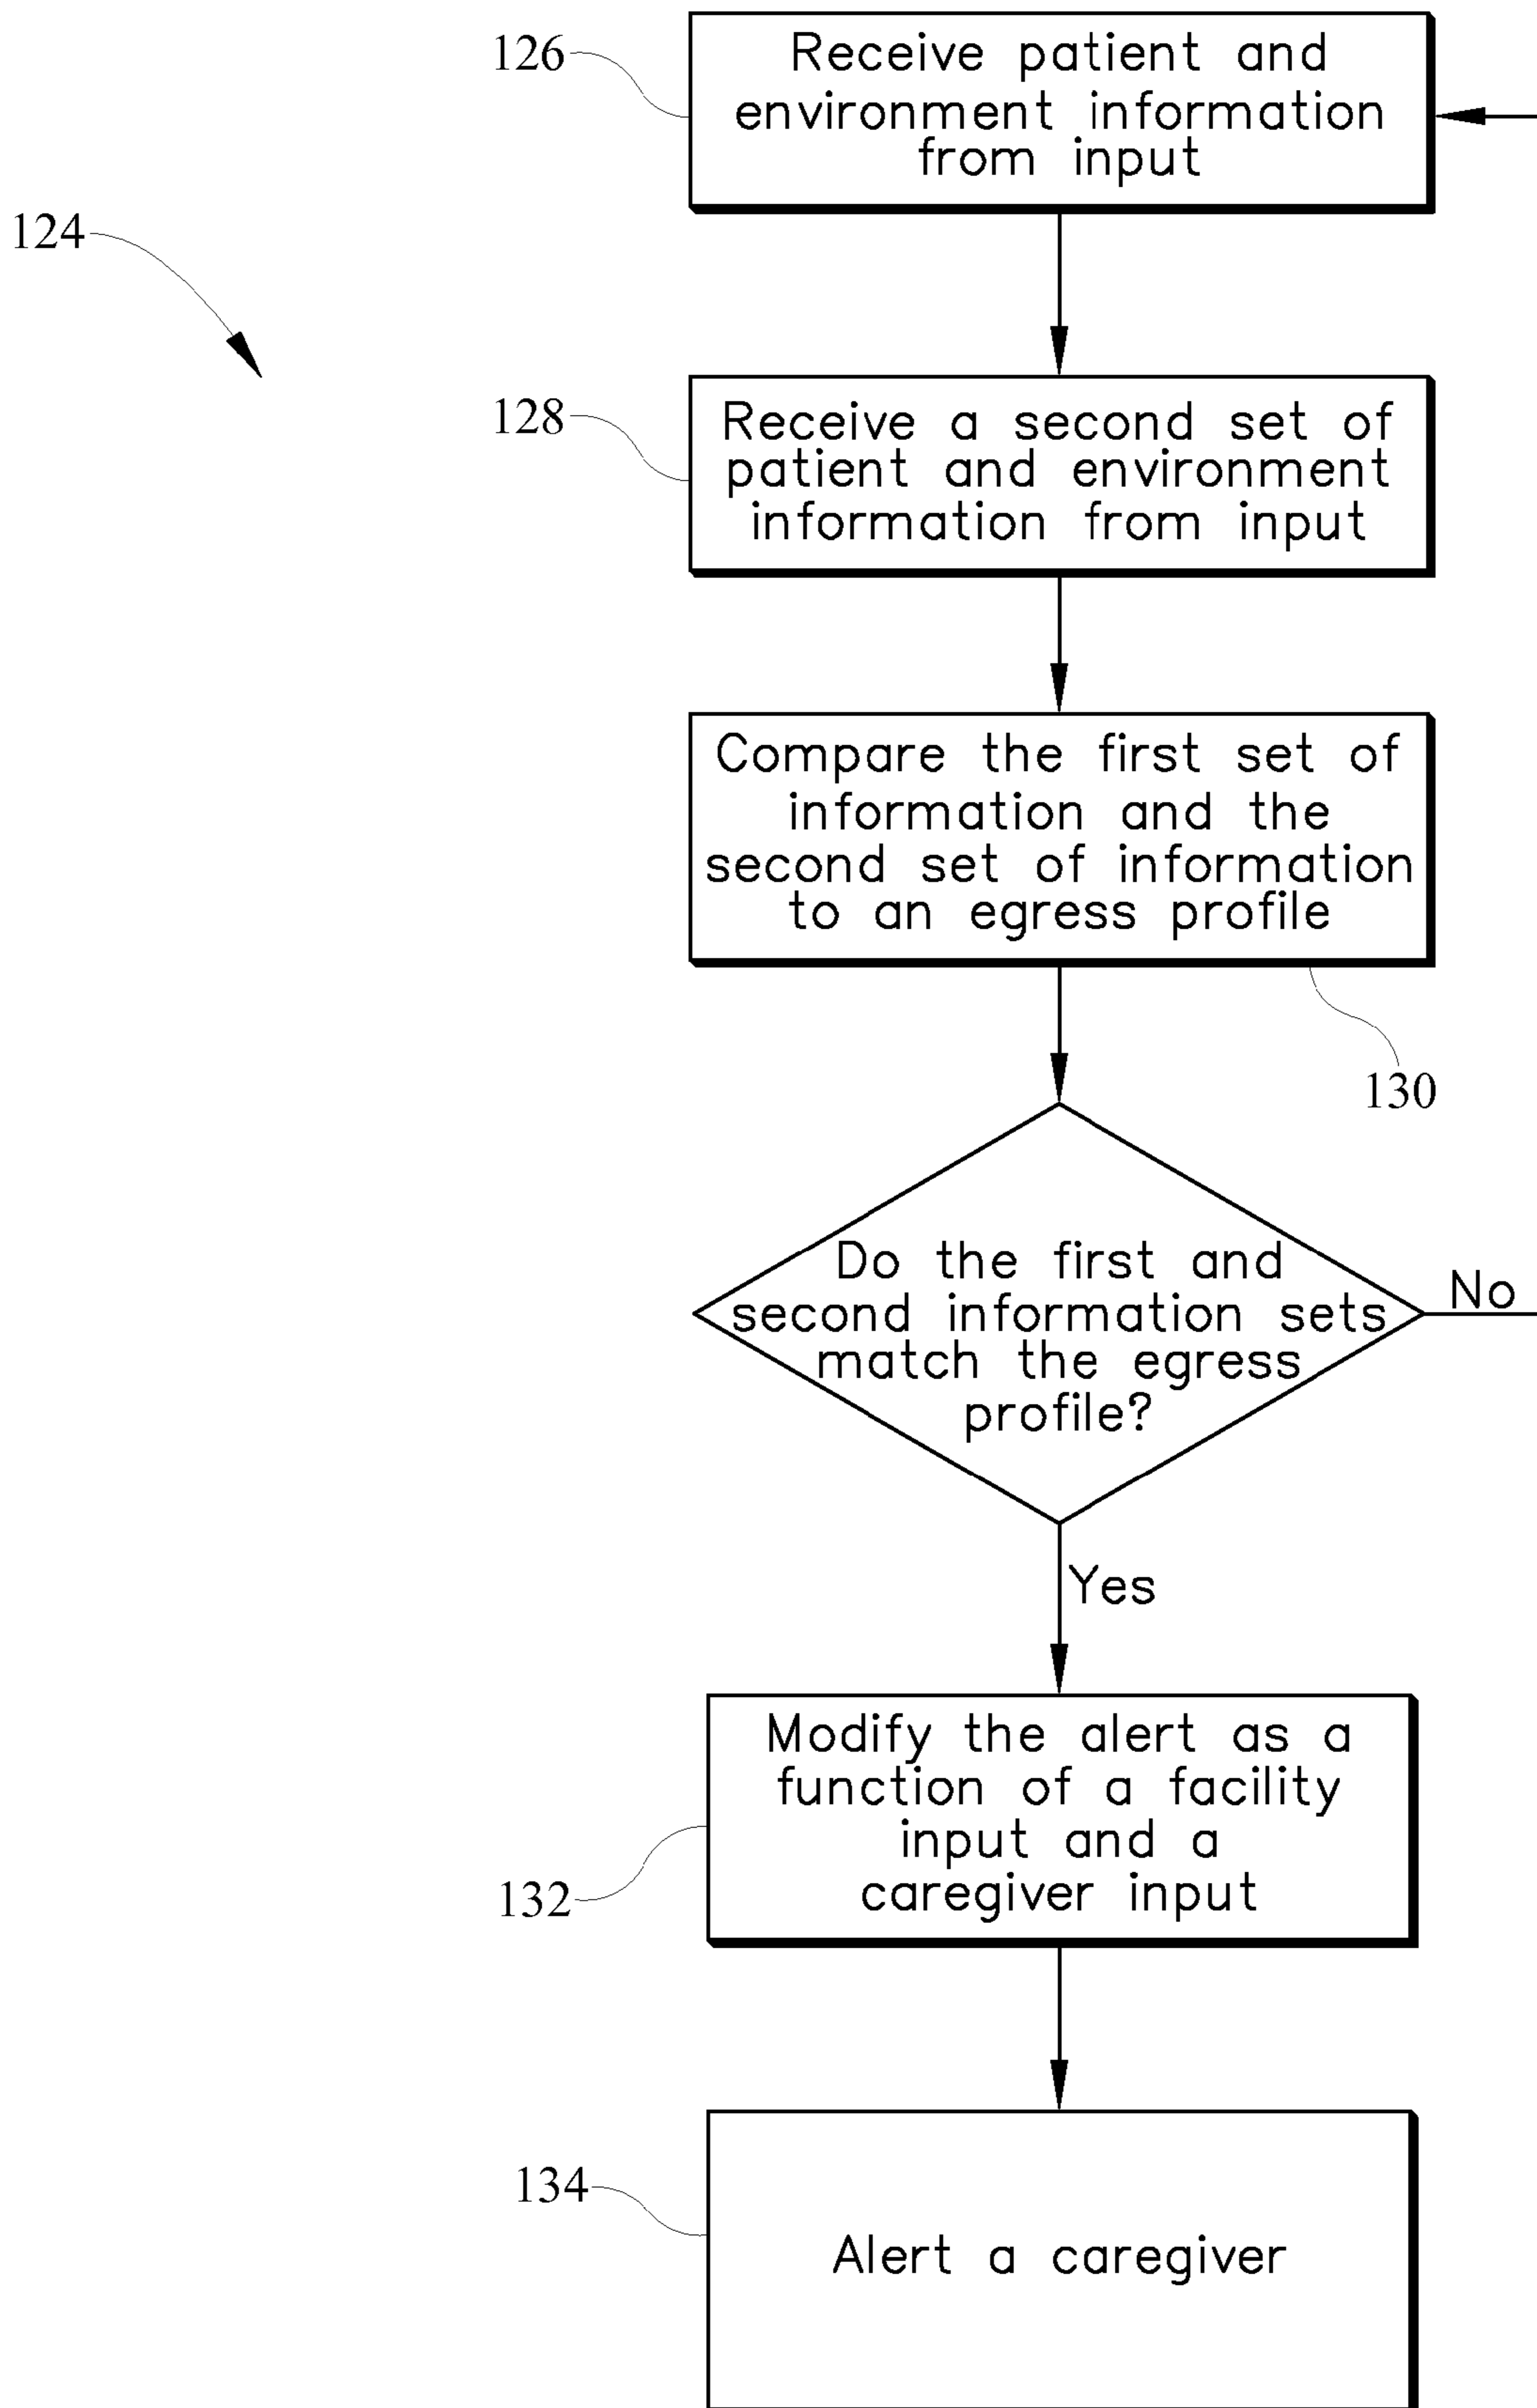 126
Receive patient and
environment information
from input
124
128
Receive a second set of
patient and environment
information from input
Compare the first set of
information and the
second set of information
to an egress profile
130
Do the first and
second information sets
match the egress
profile?
No
Yes
Modify the alert as a
function of a facility
input and a
caregiver input
132
134
Alert a caregiver